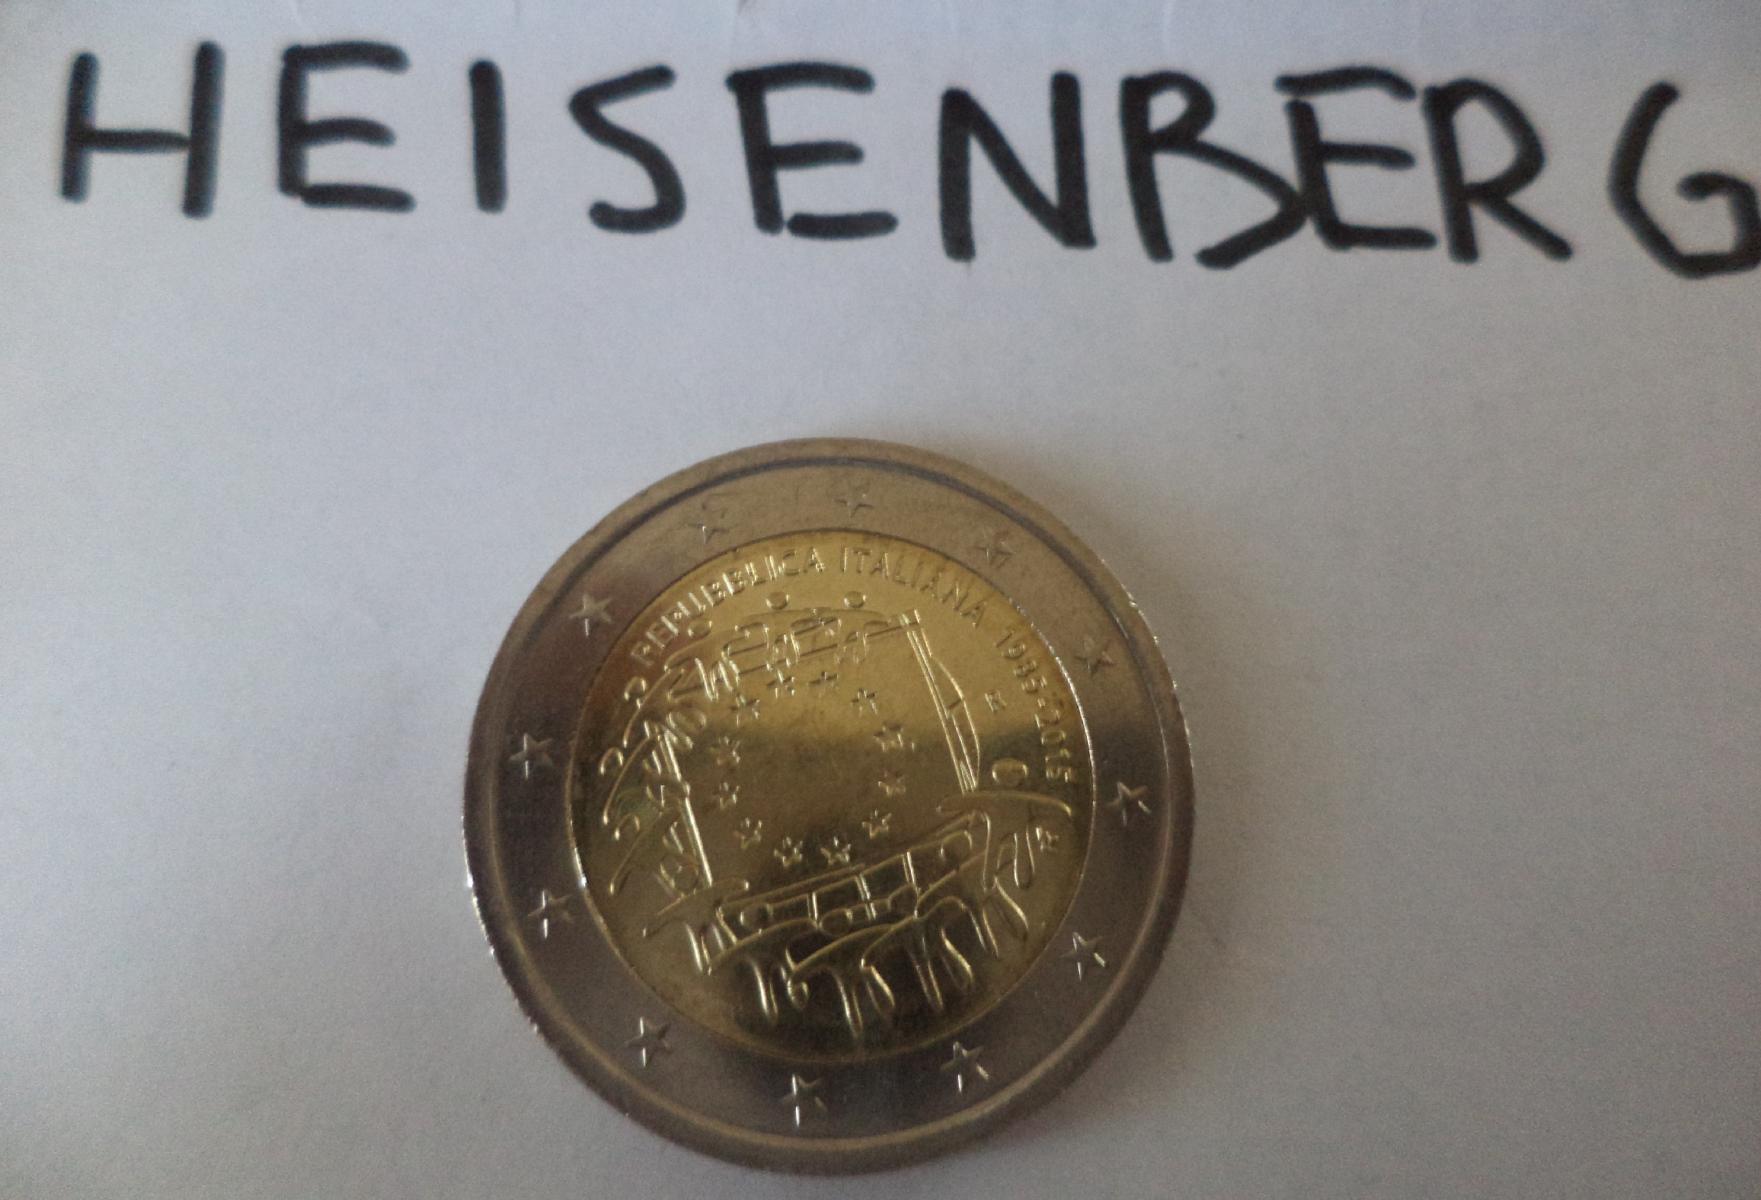 HEISENBERG
REPUBBLICA ITALIANA 1985-2015
R